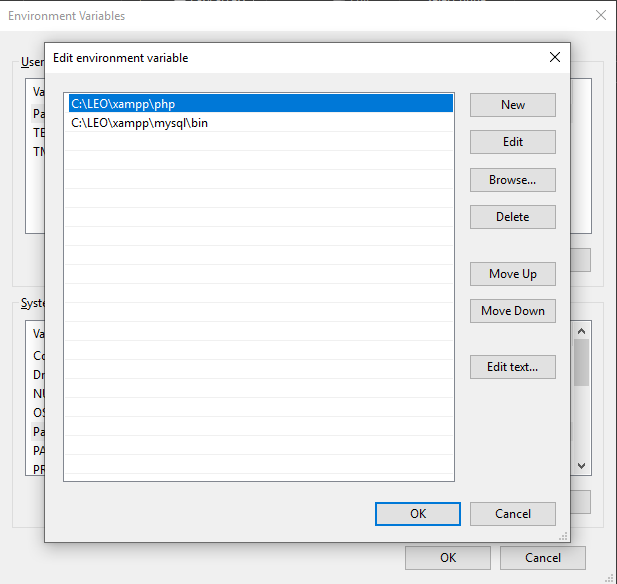 Environment Variables
Edit environment variable
User
Va
Pa
TE
C:\LEO\xampp\php
C:\LEO\xampp\mysql\bin
New
Edit
Browse...
Delete
Move Up
Move Down
Edit text...
Syste
Va
Co
Dr
NU
OS
Pa
PA
PR
OK
Cancel
OK
Cancel